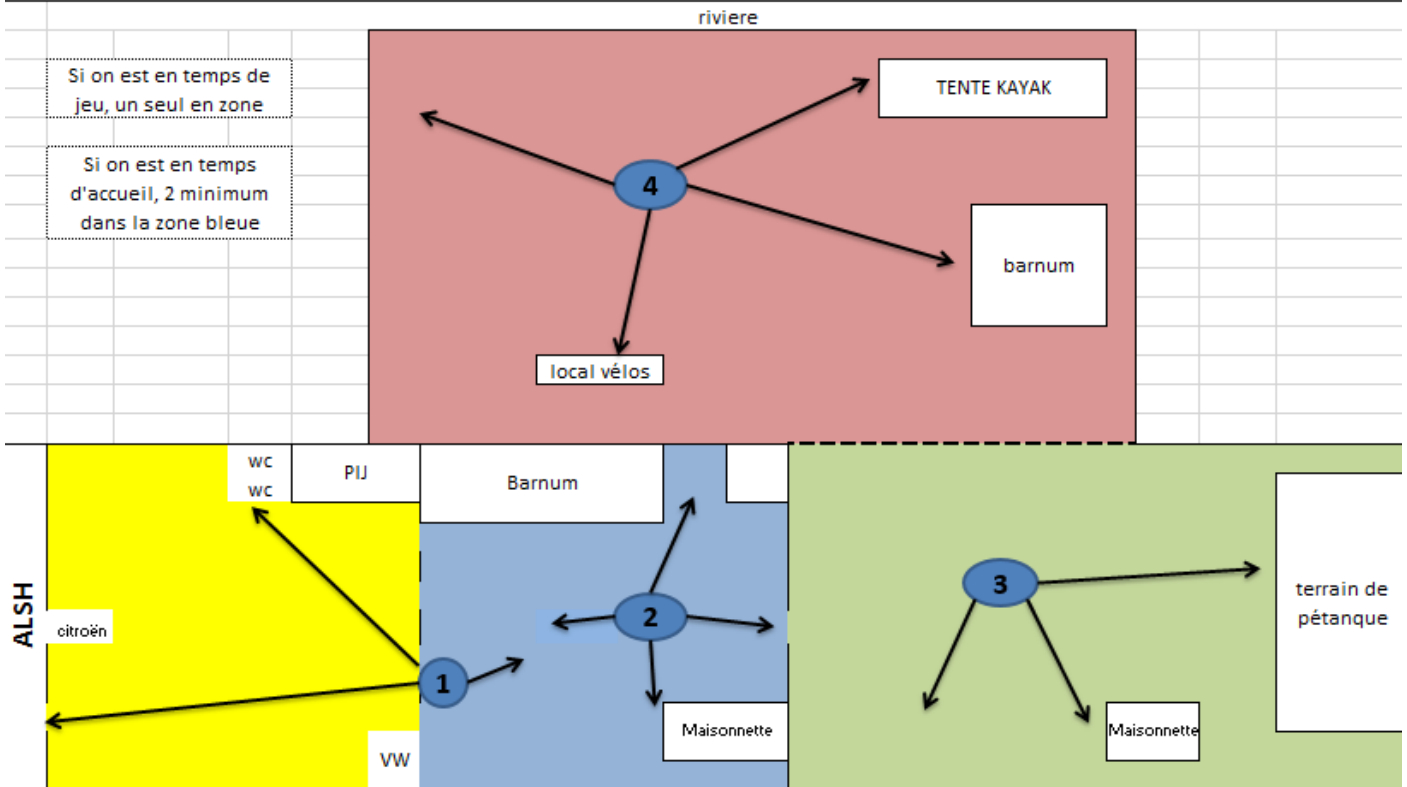 riviere
Si on est en temps de
jeu, un seul en zone
TENTE KAYAK
Si on est en temps
d'accueil, 2 minimum
dans la zone bleue
4
barnum
local vélos
wc
wc
PIJ
Barnum
ALSH
citroën
1
2
3
terrain de
pétanque
Maisonnette
Maisonnette
VW